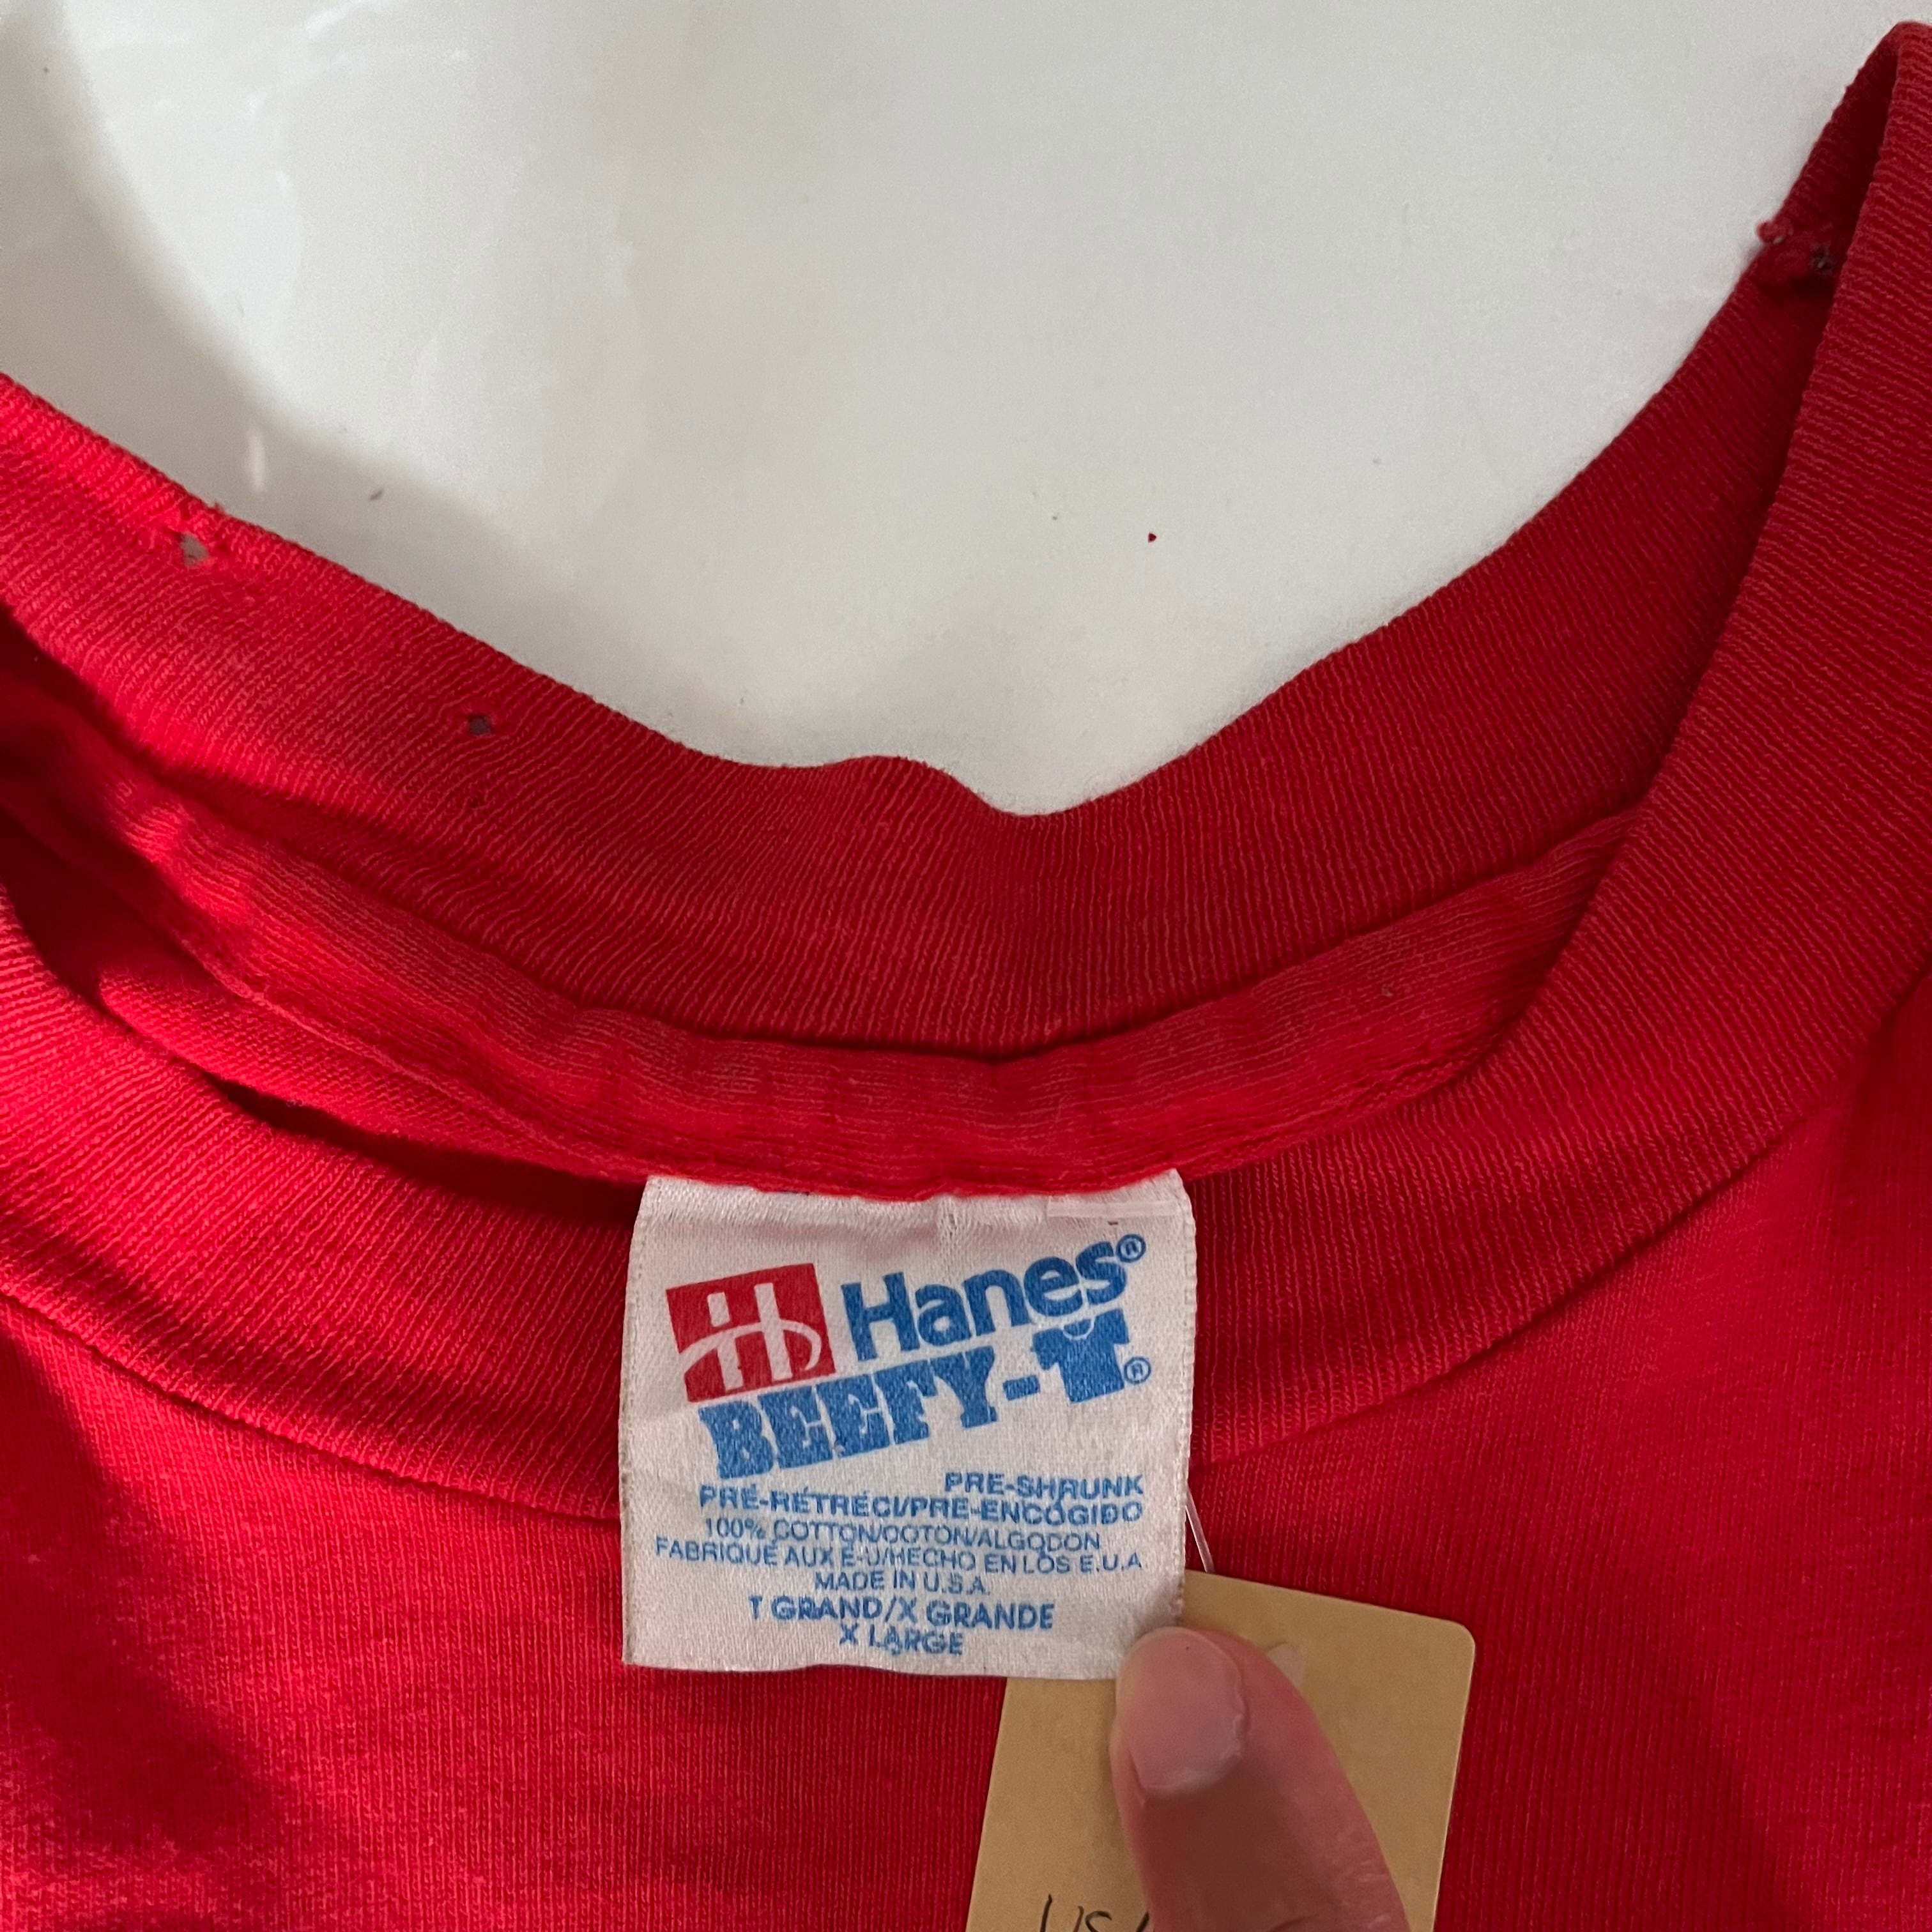 H Hanes®
BEEFY-T®
PRE-SHRUNK
PRÉ-RÉTRÉCI/PRE-ENCOGIDO
100% COTTON/COTON/ALGODON
FABRIQUÉ AUX É-U/HECHO EN LOS E.U.A
MADE IN U.S.A.
T GRAND/X GRANDE
X LARGE